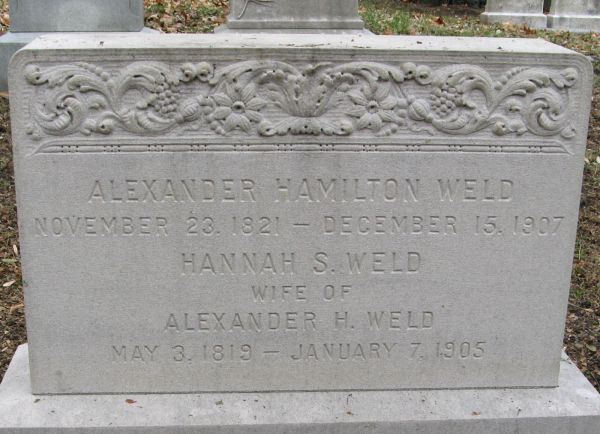 ALEXANDER HAMILTON WELD
NOVEMBER 23, 1821 — DECEMBER 15, 1907
HANNAH S. WELD
WIFE OF
ALEXANDER H. WELD
MAY 3, 1819 — JANUARY 7, 1905